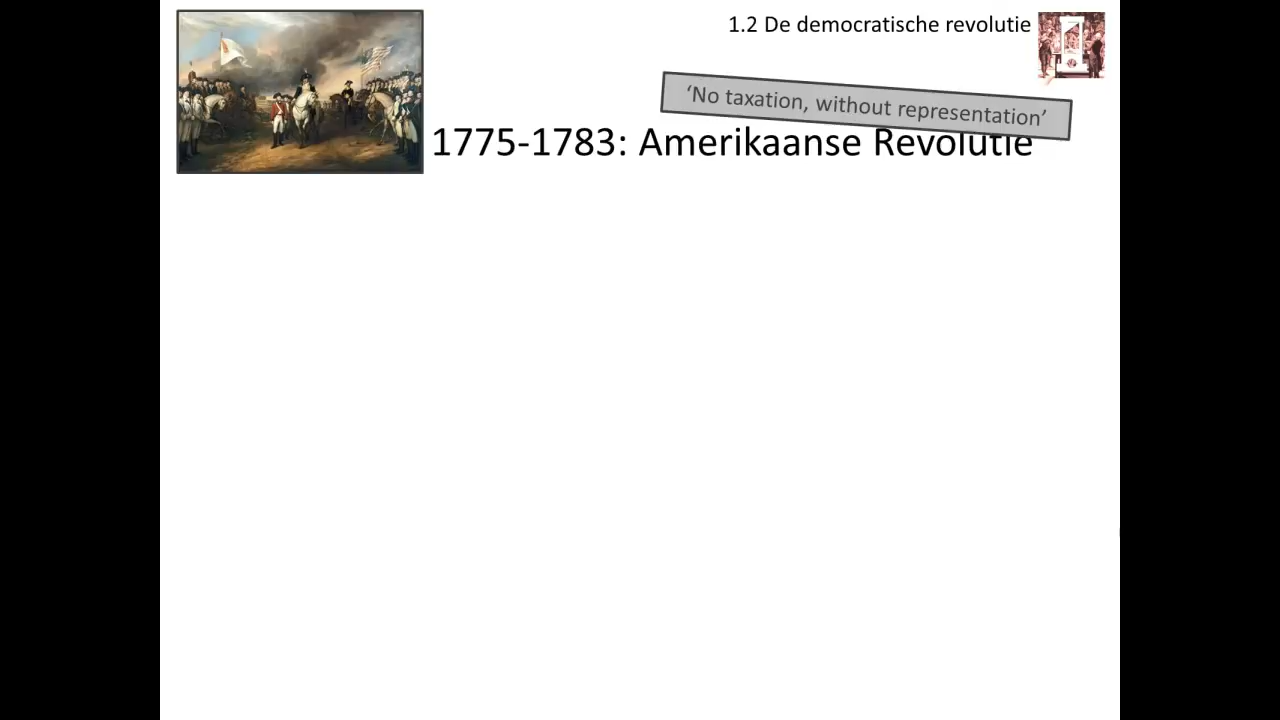 1.2 De democratische revolutie
‘No taxation, without representation’
1775-1783: Amerikaanse Revolutie